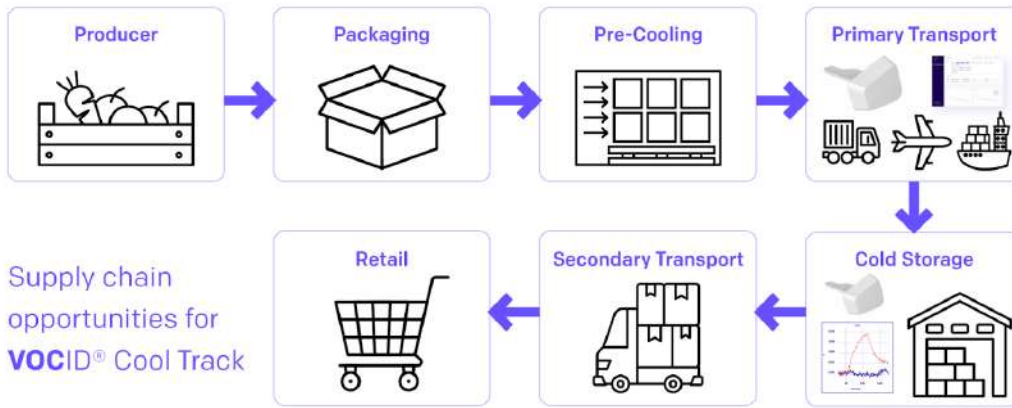 Producer
Packaging
Pre-Cooling
Primary Transport
Retail
Secondary Transport
Cold Storage
Supply chain
opportunities for
VOCID® Cool Track